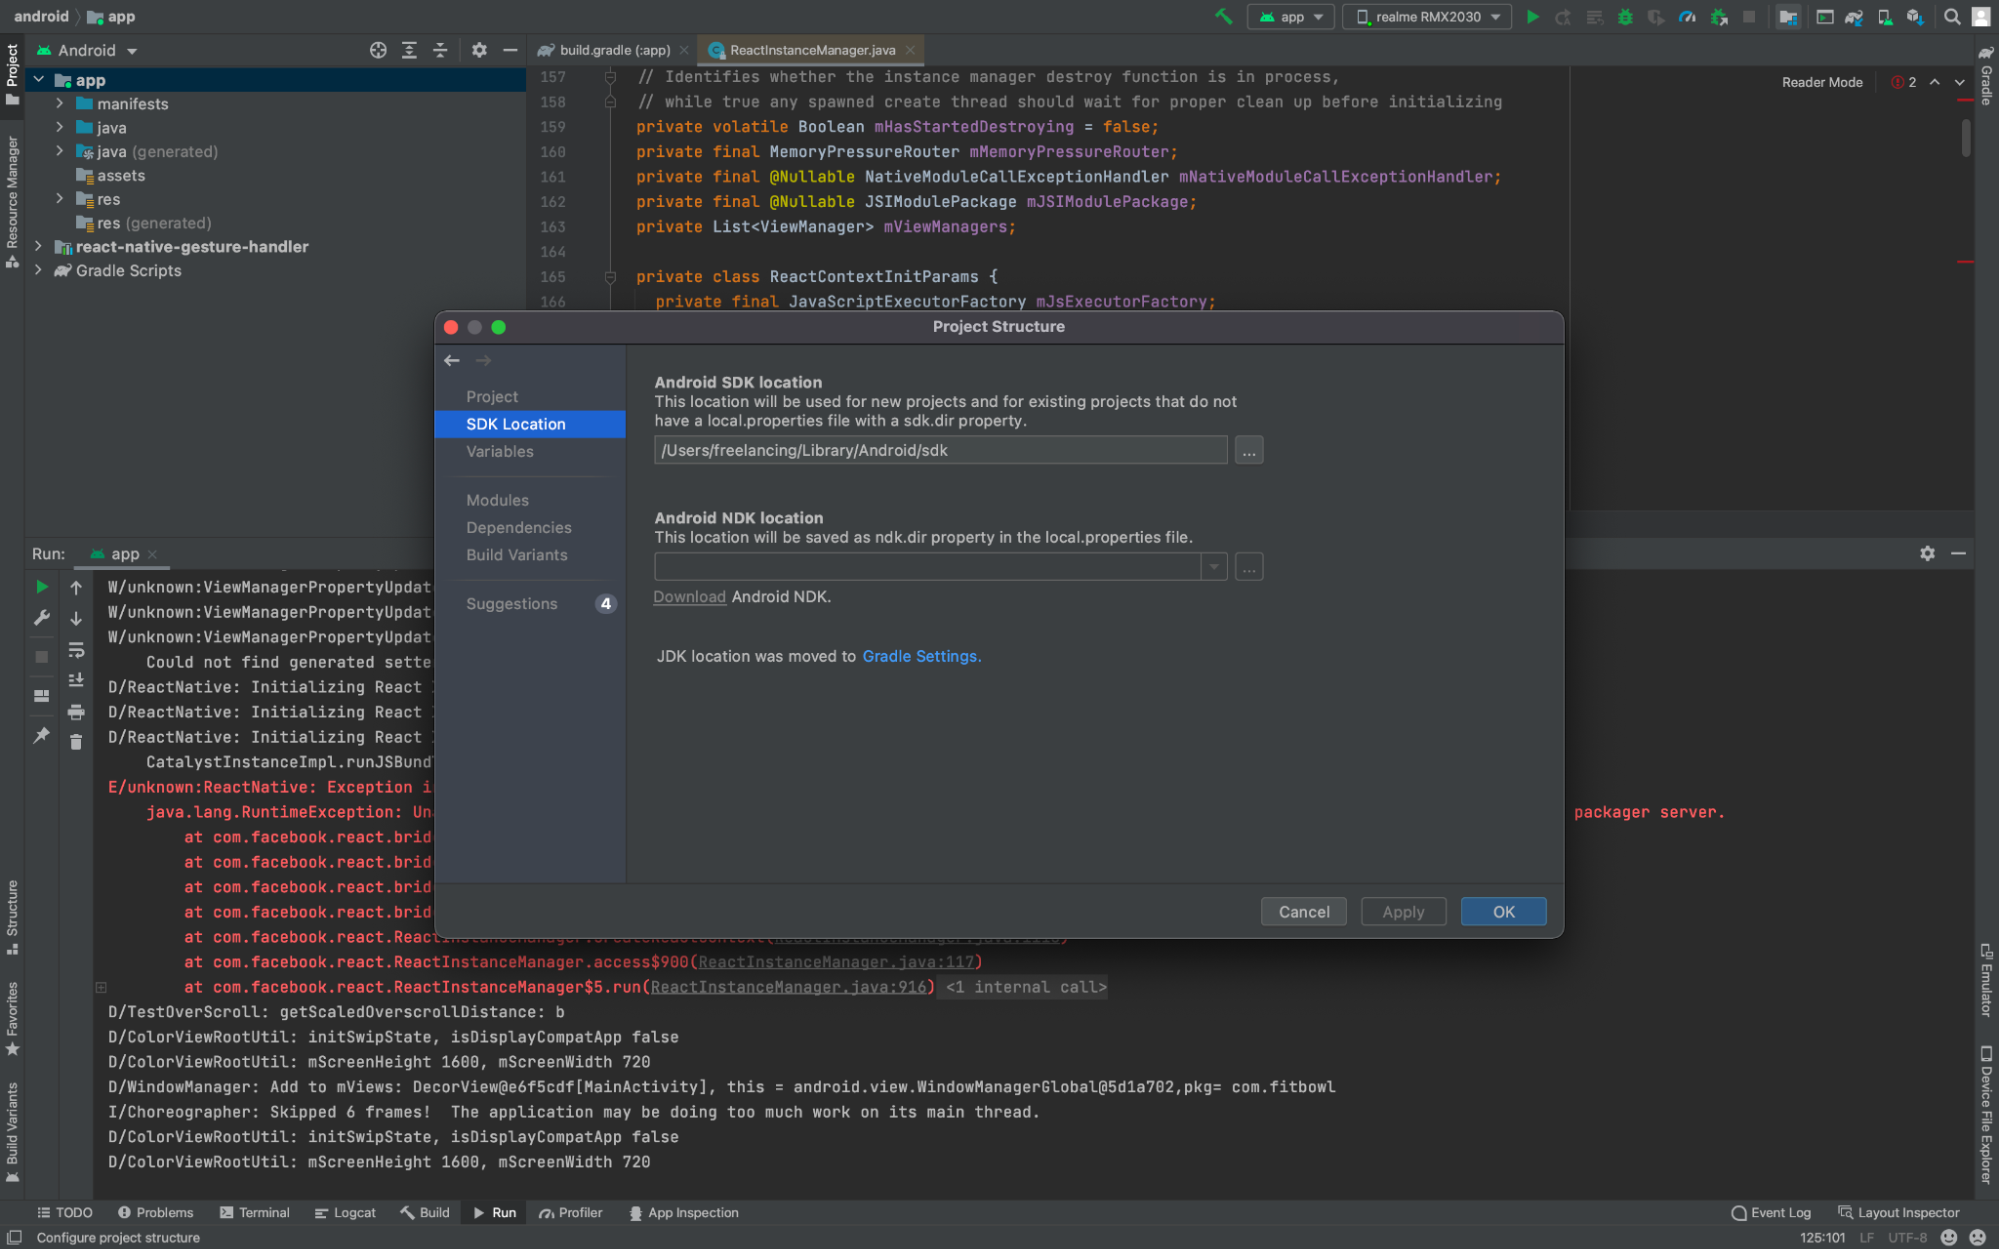 android
app
app
realme RMX2030
Project
Resource Manager
Structure
Favorites
Build Variants
Android
app
manifests
java
java (generated)
assets
res
res (generated)
react-native-gesture-handler
Gradle Scripts
build.gradle (:app)
ReactInstanceManager.java
Reader Mode
2
Gradle
157 // Identifies whether the instance manager destroy function is in process,
158 // while true any spawned create thread should wait for proper clean up before initializing
159 private volatile Boolean mHasStartedDestroying = false;
160 private final MemoryPressureRouter mMemoryPressureRouter;
161 private final @Nullable NativeModuleCallExceptionHandler mNativeModuleCallExceptionHandler;
162 private final @Nullable JSIModulePackage mJSIModulePackage;
163 private List<ViewManager> mViewManagers;
164
165 private class ReactContextInitParams {
166 private final JavaScriptExecutorFactory mJsExecutorFactory;
Project Structure
Project
SDK Location
Variables
Modules
Dependencies
Build Variants
Suggestions 4
Android SDK location
This location will be used for new projects and for existing projects that do not
have a local.properties file with a sdk.dir property.
/Users/freelancing/Library/Android/sdk
...
Android NDK location
This location will be saved as ndk.dir property in the local.properties file.
...
Download Android NDK.
JDK location was moved to Gradle Settings.
Cancel
Apply
OK
Run: app
W/unknown:ViewManagerPropertyUpdat
W/unknown:ViewManagerPropertyUpdat
W/unknown:ViewManagerPropertyUpdat
Could not find generated sette
D/ReactNative: Initializing React
D/ReactNative: Initializing React
D/ReactNative: Initializing React
CatalystInstanceImpl.runJSBund
E/unknown:ReactNative: Exception i
java.lang.RuntimeException: Un packager server.
at com.facebook.react.brid
at com.facebook.react.brid
at com.facebook.react.brid
at com.facebook.react.brid
at com.facebook.react.Reac
at com.facebook.react.ReactInstanceManager.access$900(ReactInstanceManager.java:117)
at com.facebook.react.ReactInstanceManager$5.run(ReactInstanceManager.java:916) <1 internal call>
D/TestOverScroll: getScaledOverscrollDistance: b
D/ColorViewRootUtil: initSwipState, isDisplayCompatApp false
D/ColorViewRootUtil: mScreenHeight 1600, mScreenWidth 720
D/WindowManager: Add to mViews: DecorView@e6f5cdf[MainActivity], this = android.view.WindowManagerGlobal@5d1a702,pkg= com.fitbowl
I/Choreographer: Skipped 6 frames!  The application may be doing too much work on its main thread.
D/ColorViewRootUtil: initSwipState, isDisplayCompatApp false
D/ColorViewRootUtil: mScreenHeight 1600, mScreenWidth 720
Emulator
Device File Explorer
TODO
Problems
Terminal
Logcat
Build
Run
Profiler
App Inspection
Event Log
Layout Inspector
Configure project structure
125:101 LF UTF-8